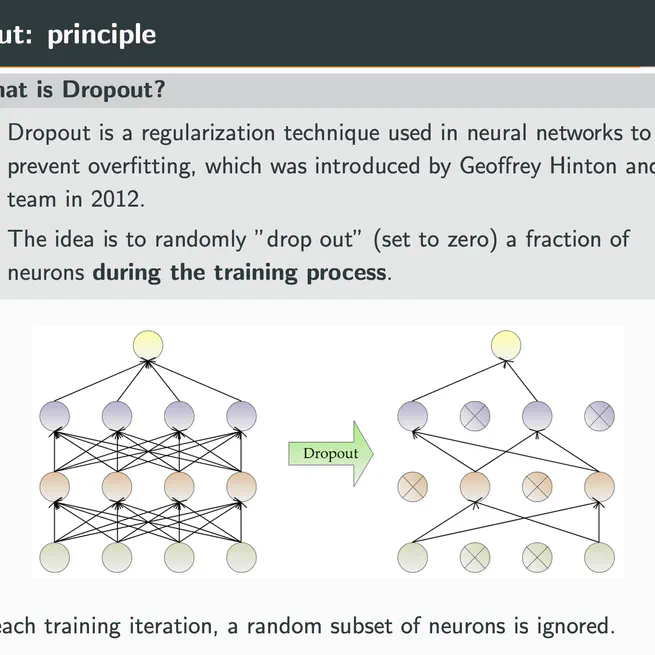 ut: principle
hat is Dropout?
Dropout is a regularization technique used in neural networks to
prevent overfitting, which was introduced by Geoffrey Hinton and
team in 2012.
The idea is to randomly ”drop out” (set to zero) a fraction of
neurons during the training process.
Dropout
each training iteration, a random subset of neurons is ignored.